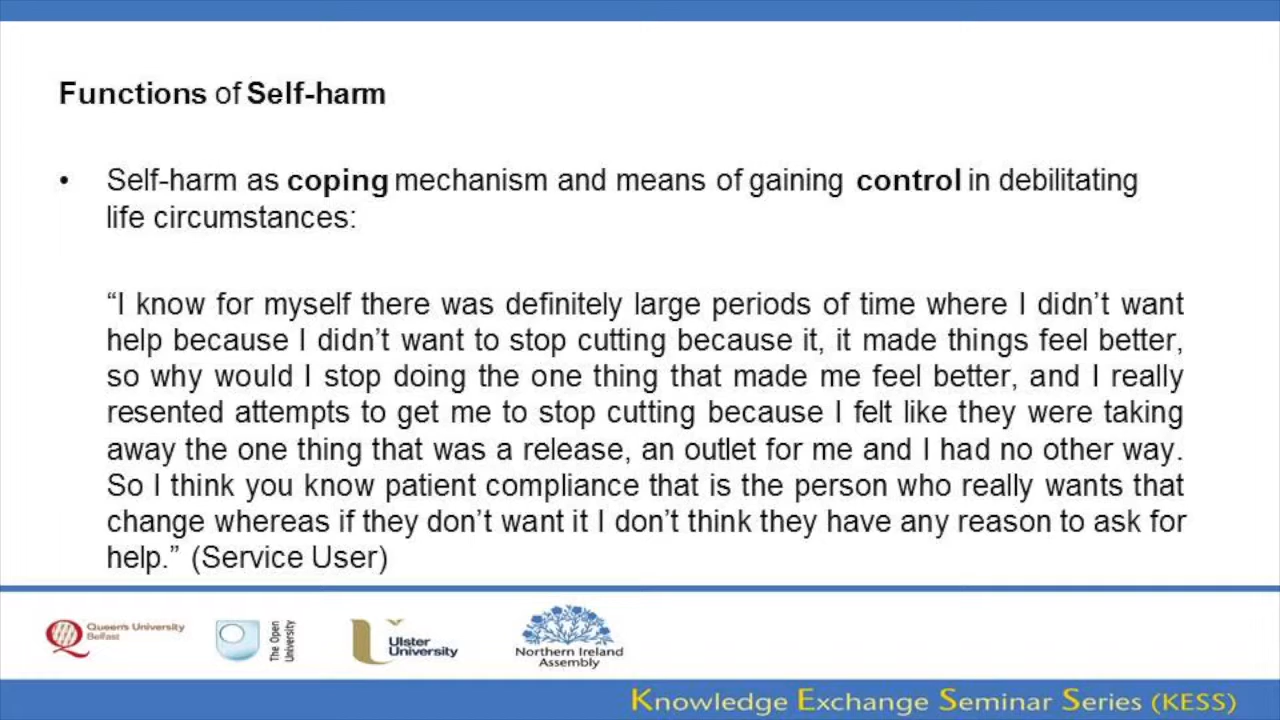 Functions of Self-harm
• Self-harm as coping mechanism and means of gaining control in debilitating
life circumstances:
“I know for myself there was definitely large periods of time where I didn’t want
help because I didn’t want to stop cutting because it, it made things feel better,
so why would I stop doing the one thing that made me feel better, and I really
resented attempts to get me to stop cutting because I felt like they were taking
away the one thing that was a release, an outlet for me and I had no other way.
So I think you know patient compliance that is the person who really wants that
change whereas if they don’t want it I don’t think they have any reason to ask for
help.” (Service User)
Queen's University
Belfast
The Open
University
Ulster
University
Northern Ireland
Assembly
Knowledge Exchange Seminar Series (KESS)